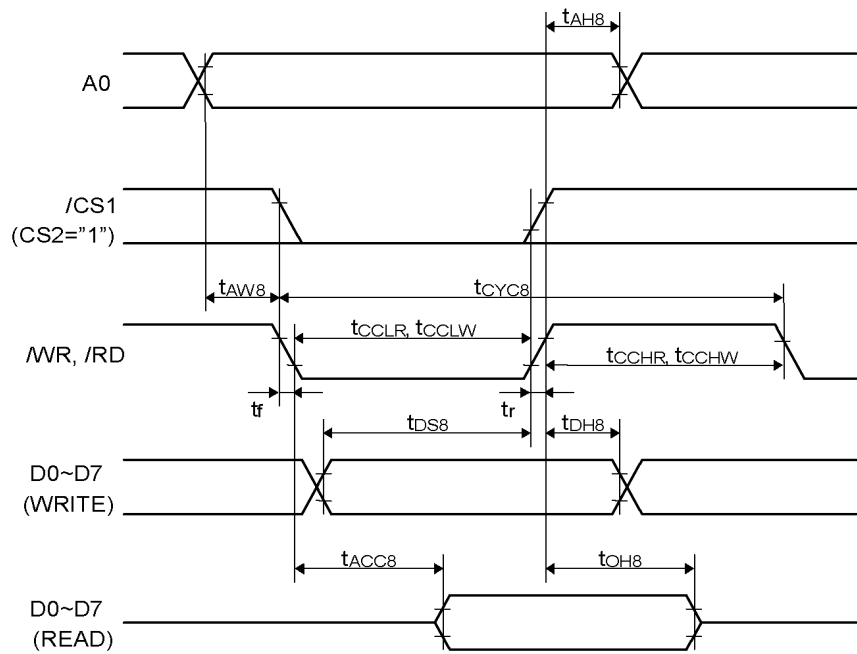 tAH8
A0
/CS1
(CS2=”1”)
tAW8
tCYC8
/WR, /RD
tCCLR, tCCLW
tCCHR, tCCHW
tf
tr
tDS8
tDH8
D0~D7
(WRITE)
tACC8
tOH8
D0~D7
(READ)